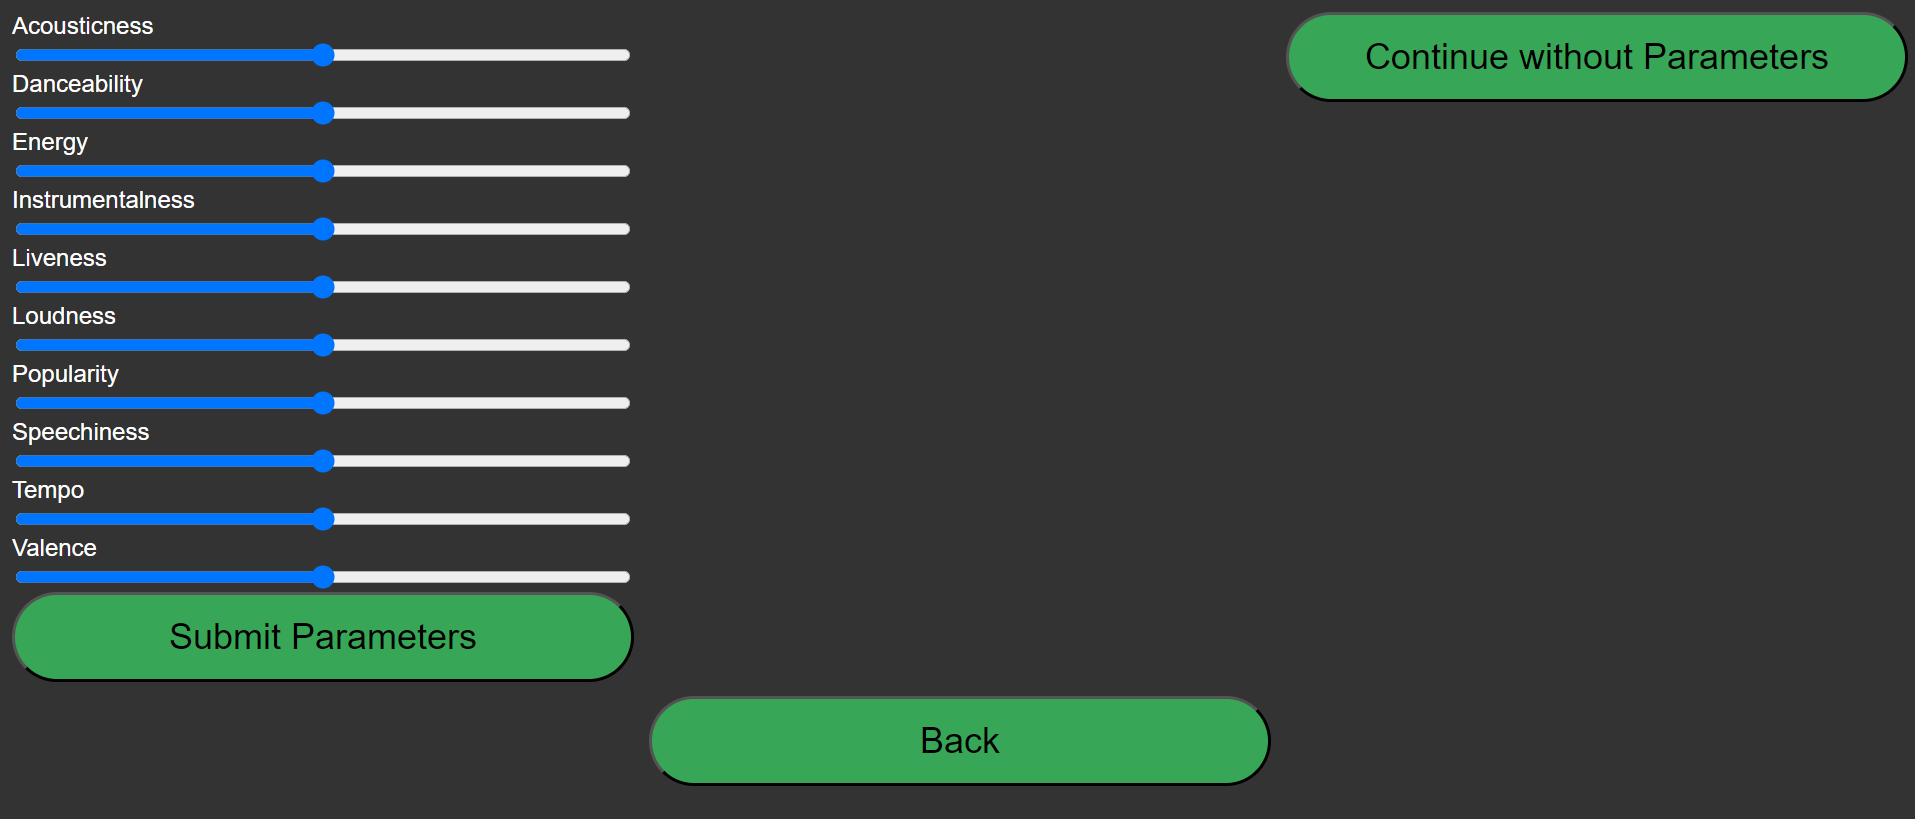 Acousticness
Continue without Parameters
Danceability
Energy
Instrumentalness
Liveness
Loudness
Popularity
Speechiness
Tempo
Valence
Submit Parameters
Back